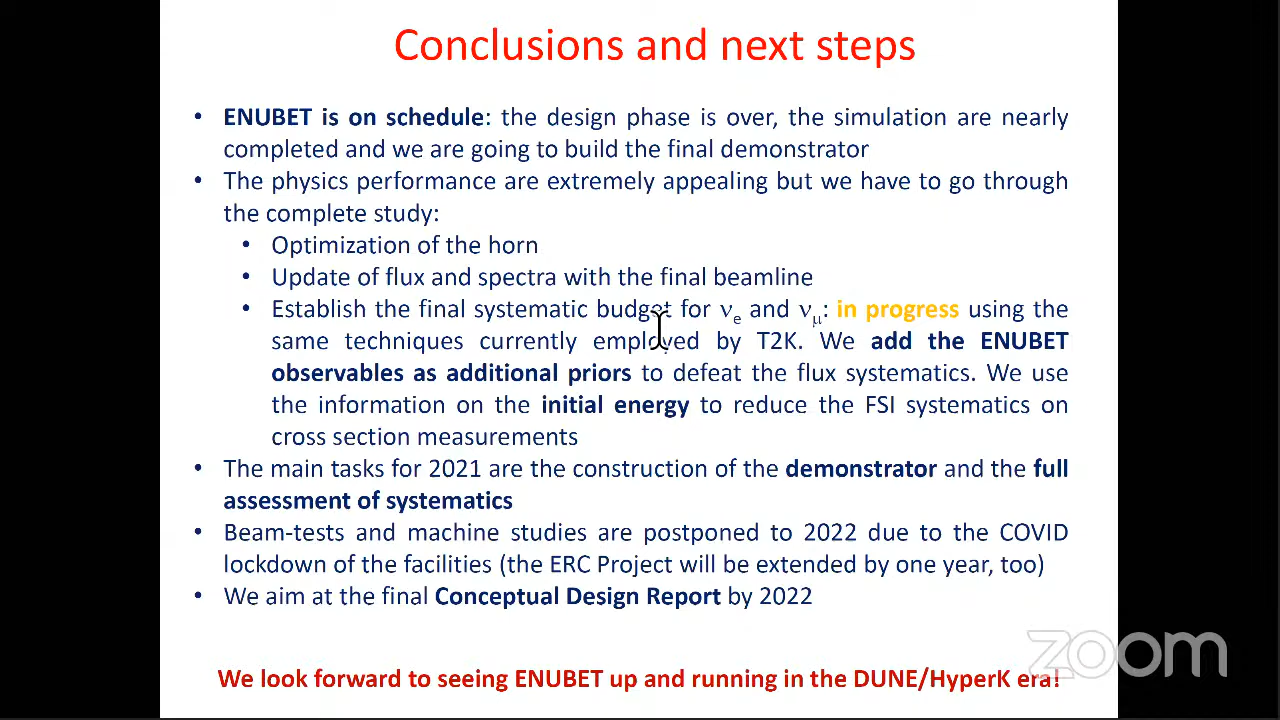 Conclusions and next steps
• ENUBET is on schedule: the design phase is over, the simulation are nearly
completed and we are going to build the final demonstrator
• The physics performance are extremely appealing but we have to go through
the complete study:
• Optimization of the horn
• Update of flux and spectra with the final beamline
• Establish the final systematic budget for νe and νμ: in progress using the
same techniques currently employed by T2K. We add the ENUBET
observables as additional priors to defeat the flux systematics. We use
the information on the initial energy to reduce the FSI systematics on
cross section measurements
• The main tasks for 2021 are the construction of the demonstrator and the full
assessment of systematics
• Beam-tests and machine studies are postponed to 2022 due to the COVID
lockdown of the facilities (the ERC Project will be extended by one year, too)
• We aim at the final Conceptual Design Report by 2022
We look forward to seeing ENUBET up and running in the DUNE/HyperK era!
zoom